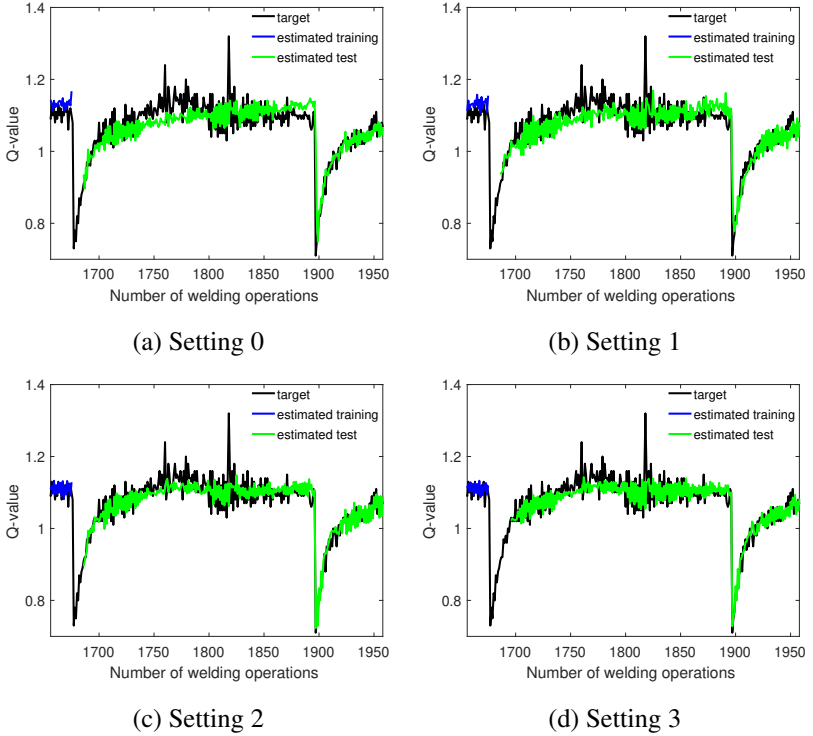 1.4
1.2
1
0.8
Q-value
target
estimated training
estimated test
1700 1750 1800 1850 1900 1950
Number of welding operations
(a) Setting 0
1.4
1.2
1
0.8
Q-value
target
estimated training
estimated test
1700 1750 1800 1850 1900 1950
Number of welding operations
(b) Setting 1
1.4
1.2
1
0.8
Q-value
target
estimated training
estimated test
1700 1750 1800 1850 1900 1950
Number of welding operations
(c) Setting 2
1.4
1.2
1
0.8
Q-value
target
estimated training
estimated test
1700 1750 1800 1850 1900 1950
Number of welding operations
(d) Setting 3